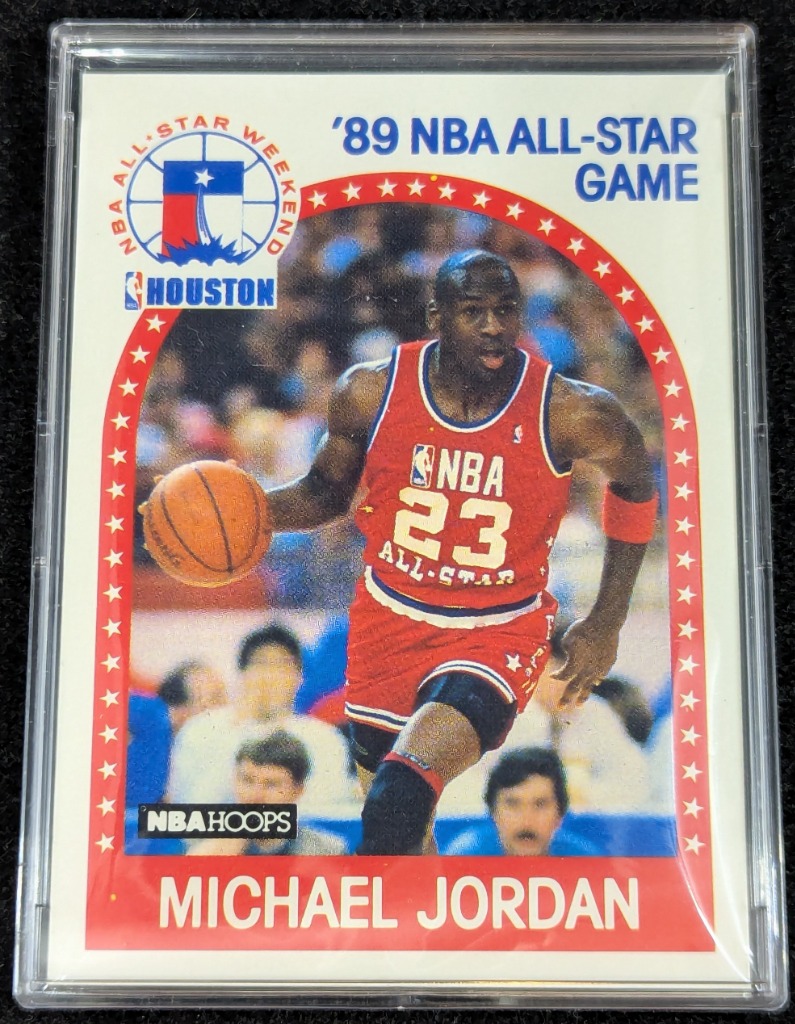 NBA ALL★STAR WEEKEND
HOUSTON
'89 NBA ALL-STAR
GAME
NBA
23
ALL-STAR
NBA HOOPS
MICHAEL JORDAN